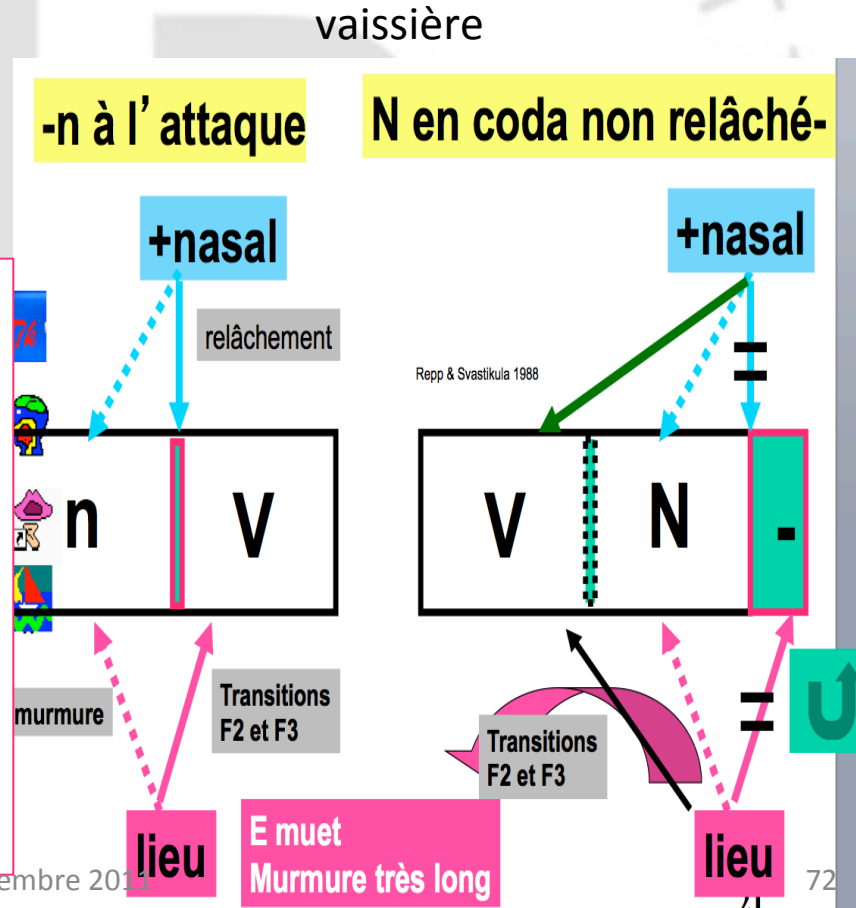 vaissière
-n à l’attaque
N en coda non relâché-
+nasal
+nasal
relâchement
Repp & Svastikula 1988
76
n
V
V
N
-
murmure
Transitions
F2 et F3
Transitions
F2 et F3
=
=
lieu
E muet
Murmure très long
lieu
embre 2011
72